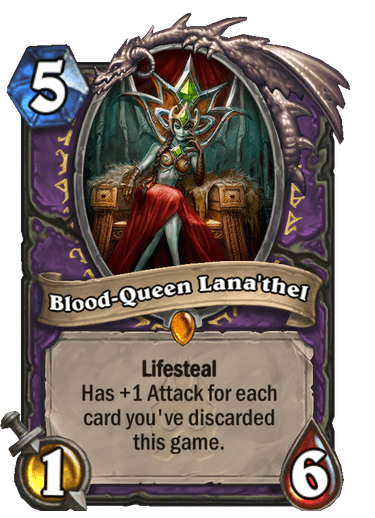 5
Blood-Queen Lana'thel
Lifesteal
Has +1 Attack for each
card you've discarded
this game.
1
6